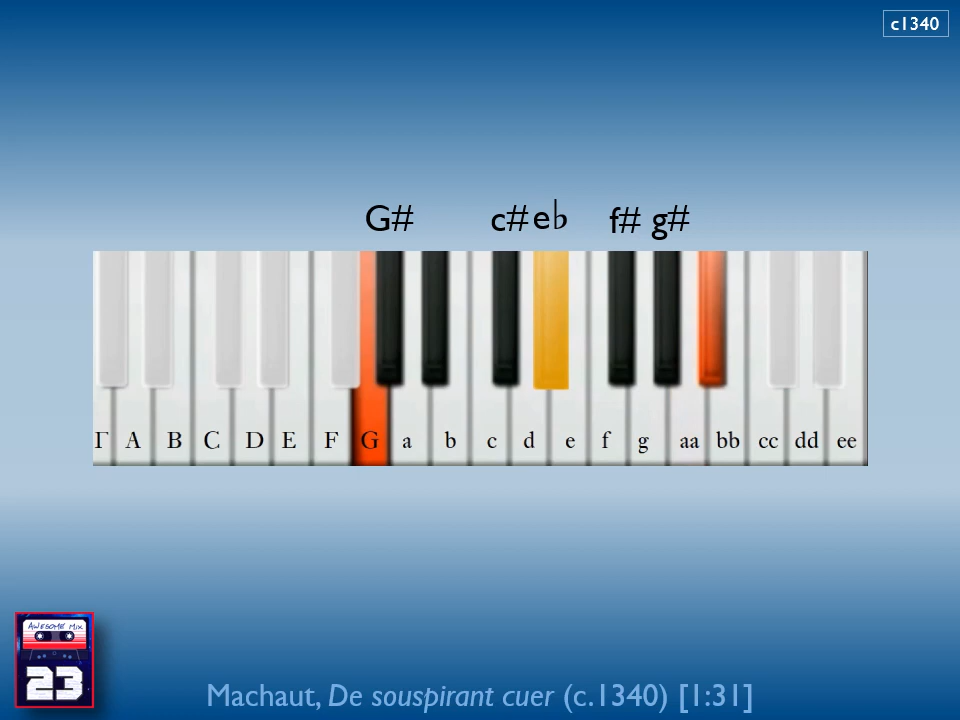 c1340
G# c# e♭ f# g#
Γ A B C D E F G a b c d e f g aa bb cc dd ee
AWESOME MIX
23
Machaut, De souspirant cuer (c.1340) [1:31]